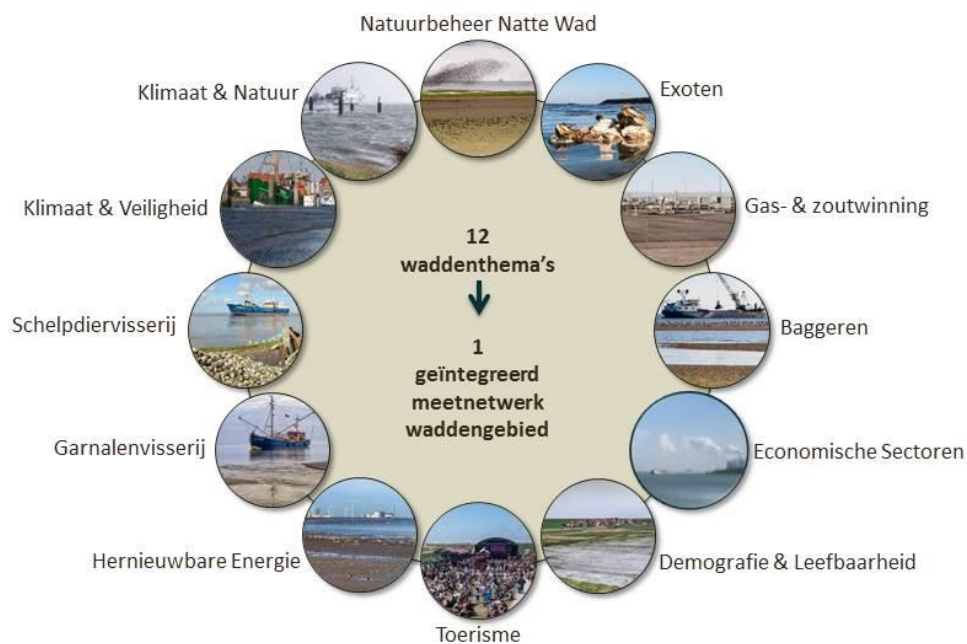 Natuurbeheer Natte Wad
Klimaat & Natuur
Exoten
Klimaat & Veiligheid
Gas- & zoutwinning
12
waddenthema's
Schelpdiervisserij
Baggeren
1
geïntegreerd
meetnetwerk
waddengebied
Garnalenvisserij
Economische Sectoren
Hernieuwbare Energie
Demografie & Leefbaarheid
Toerisme